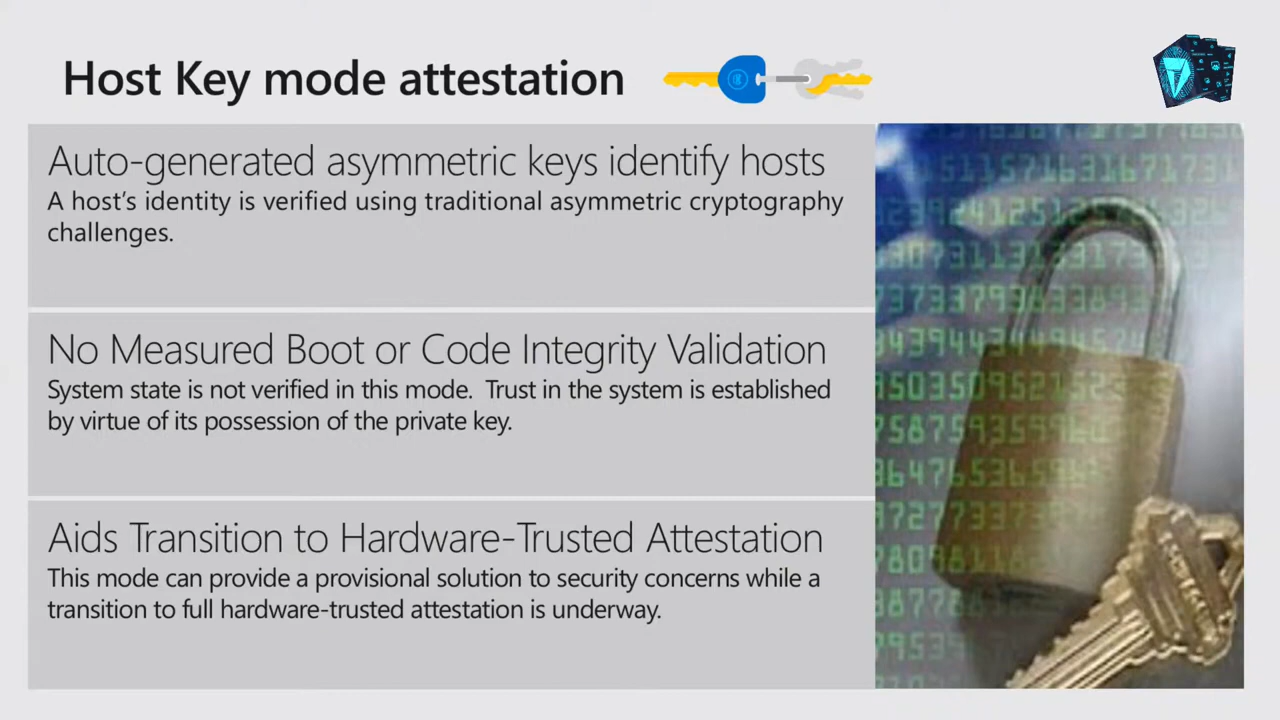 Host Key mode attestation
Auto-generated asymmetric keys identify hosts
A host's identity is verified using traditional asymmetric cryptography
challenges.
No Measured Boot or Code Integrity Validation
System state is not verified in this mode.  Trust in the system is established
by virtue of its possession of the private key.
Aids Transition to Hardware-Trusted Attestation
This mode can provide a provisional solution to security concerns while a
transition to full hardware-trusted attestation is underway.